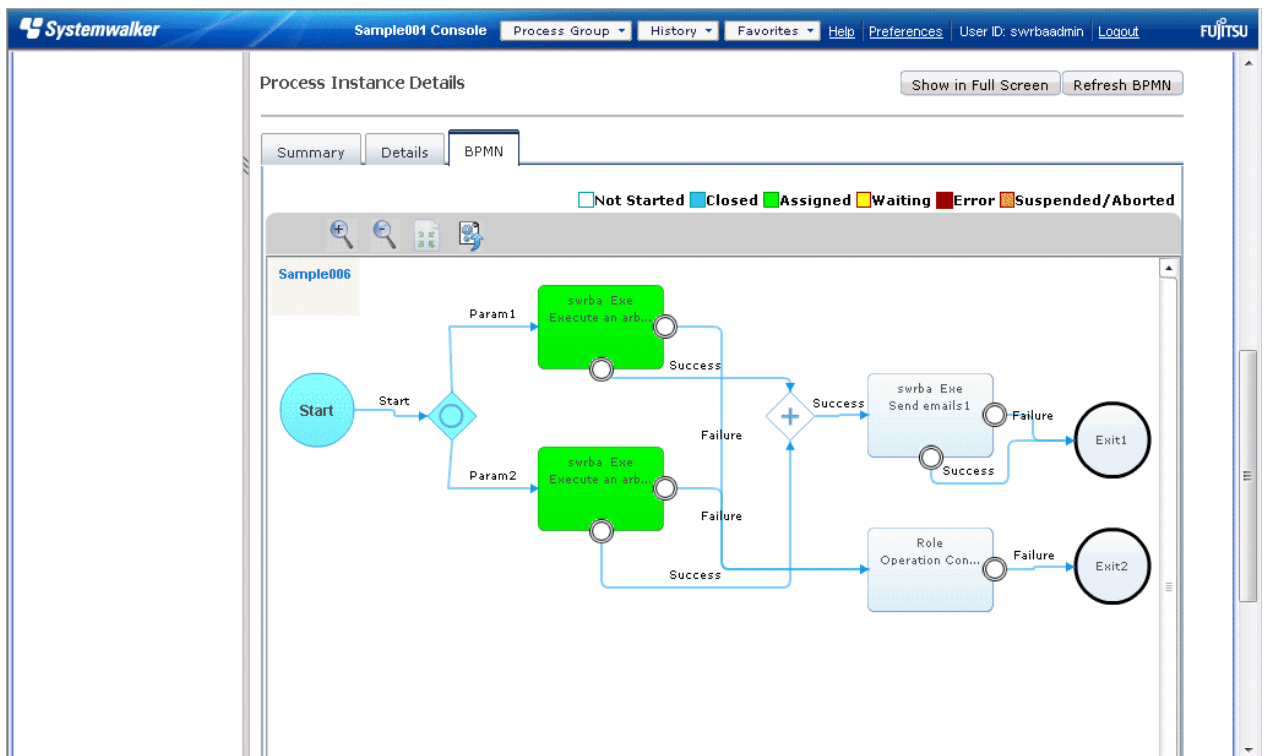 Systemwalker Sample001 Console Process Group History Favorites Help Preferences User ID: swrbaadmin Logout FUJITSU
Process Instance Details Show in Full Screen Refresh BPMN
Summary Details BPMN
Not Started Closed Assigned Waiting Error Suspended/Aborted
Sample006
Start
Start
Param1
swrba Exe
Execute an arb...
Success
Failure
Param2
swrba Exe
Execute an arb...
Failure
Success
Success
swrba Exe
Send emails1
Failure
Success
Exit1
Role
Operation Con...
Failure
Exit2